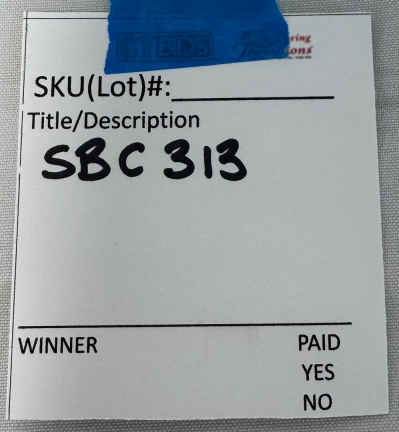 SKU(Lot)#:
Title/Description
SBC 313
WINNER PAID
YES
NO